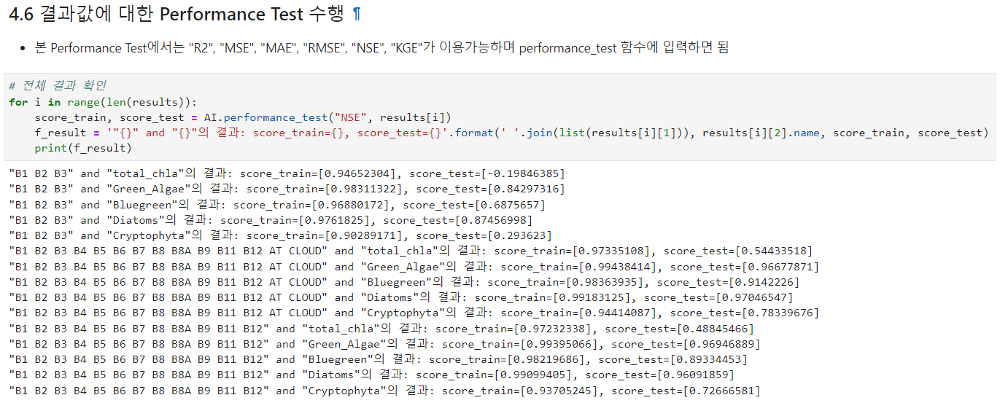 4.6 결과값에 대한 Performance Test 수행 ¶
• 본 Performance Test에서는 "R2", "MSE", "MAE", "RMSE", "NSE", "KGE"가 이용가능하며 performance_test 함수에 입력하면 됨
# 전체 결과 확인
for i in range(len(results)):
    score_train, score_test = AI.performance_test("NSE", results[i])
    f_result = '"{}" and "{}"의 결과: score_train={}, score_test={}'.format(' '.join(list(results[i][1])), results[i][2].name, score_train, score_test)
    print(f_result)
"B1 B2 B3" and "total_chla"의 결과: score_train=[0.94652304], score_test=[-0.19846385]
"B1 B2 B3" and "Green_Algae"의 결과: score_train=[0.98311322], score_test=[0.84297316]
"B1 B2 B3" and "Bluegreen"의 결과: score_train=[0.96880172], score_test=[0.6875657]
"B1 B2 B3" and "Diatoms"의 결과: score_train=[0.9761825], score_test=[0.87456998]
"B1 B2 B3" and "Cryptophyta"의 결과: score_train=[0.90289171], score_test=[0.293623]
"B1 B2 B3 B4 B5 B6 B7 B8 B8A B9 B11 B12 AT CLOUD" and "total_chla"의 결과: score_train=[0.97335108], score_test=[0.54433518]
"B1 B2 B3 B4 B5 B6 B7 B8 B8A B9 B11 B12 AT CLOUD" and "Green_Algae"의 결과: score_train=[0.99438414], score_test=[0.96677871]
"B1 B2 B3 B4 B5 B6 B7 B8 B8A B9 B11 B12 AT CLOUD" and "Bluegreen"의 결과: score_train=[0.98363935], score_test=[0.9142226]
"B1 B2 B3 B4 B5 B6 B7 B8 B8A B9 B11 B12 AT CLOUD" and "Diatoms"의 결과: score_train=[0.99183125], score_test=[0.97046547]
"B1 B2 B3 B4 B5 B6 B7 B8 B8A B9 B11 B12 AT CLOUD" and "Cryptophyta"의 결과: score_train=[0.94414087], score_test=[0.78339676]
"B1 B2 B3 B4 B5 B6 B7 B8 B8A B9 B11 B12" and "total_chla"의 결과: score_train=[0.97232338], score_test=[0.48845466]
"B1 B2 B3 B4 B5 B6 B7 B8 B8A B9 B11 B12" and "Green_Algae"의 결과: score_train=[0.99395066], score_test=[0.96946889]
"B1 B2 B3 B4 B5 B6 B7 B8 B8A B9 B11 B12" and "Bluegreen"의 결과: score_train=[0.98219686], score_test=[0.89334453]
"B1 B2 B3 B4 B5 B6 B7 B8 B8A B9 B11 B12" and "Diatoms"의 결과: score_train=[0.99099405], score_test=[0.96091859]
"B1 B2 B3 B4 B5 B6 B7 B8 B8A B9 B11 B12" and "Cryptophyta"의 결과: score_train=[0.93705245], score_test=[0.72666581]